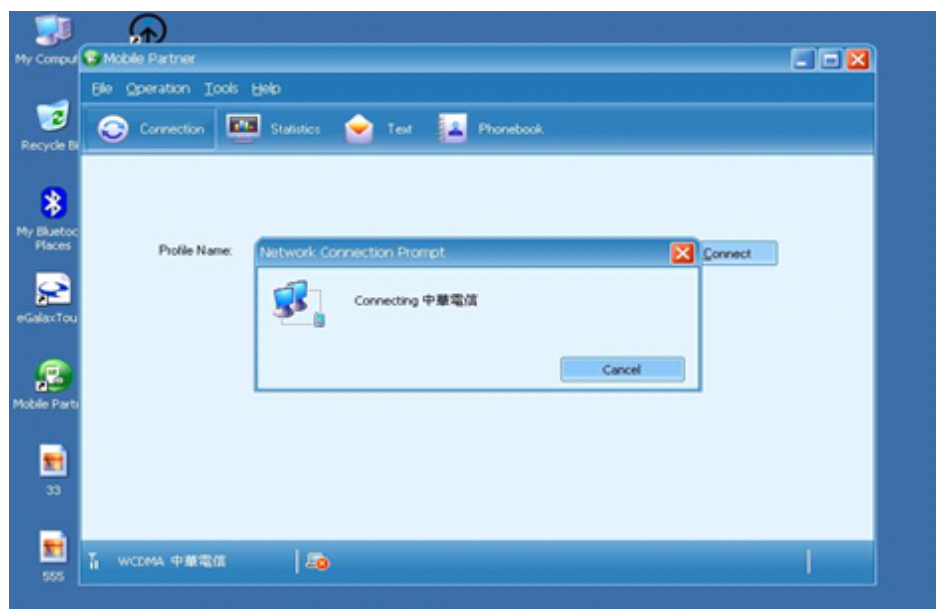 My Comput
Mobile Partner
File Operation Tools Help
Connection
Statistics
Text
Phonebook
Recycle Bi
My Bluetoc
Places
Profile Name:
Network Connection Prompt
Connect
Connecting 中華電信
eGalaxTou
Cancel
Mobile Partn
33
WCDMA 中華電信
555